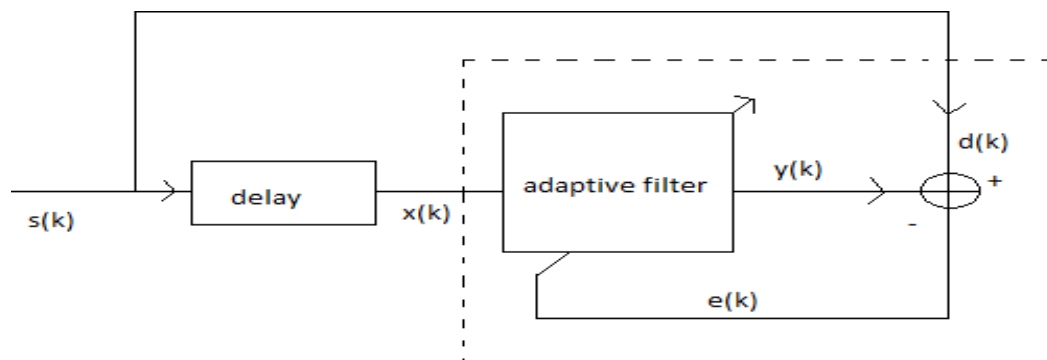 d(k)
+
adaptive filter
y(k)
delay
x(k)
s(k)
-
e(k)